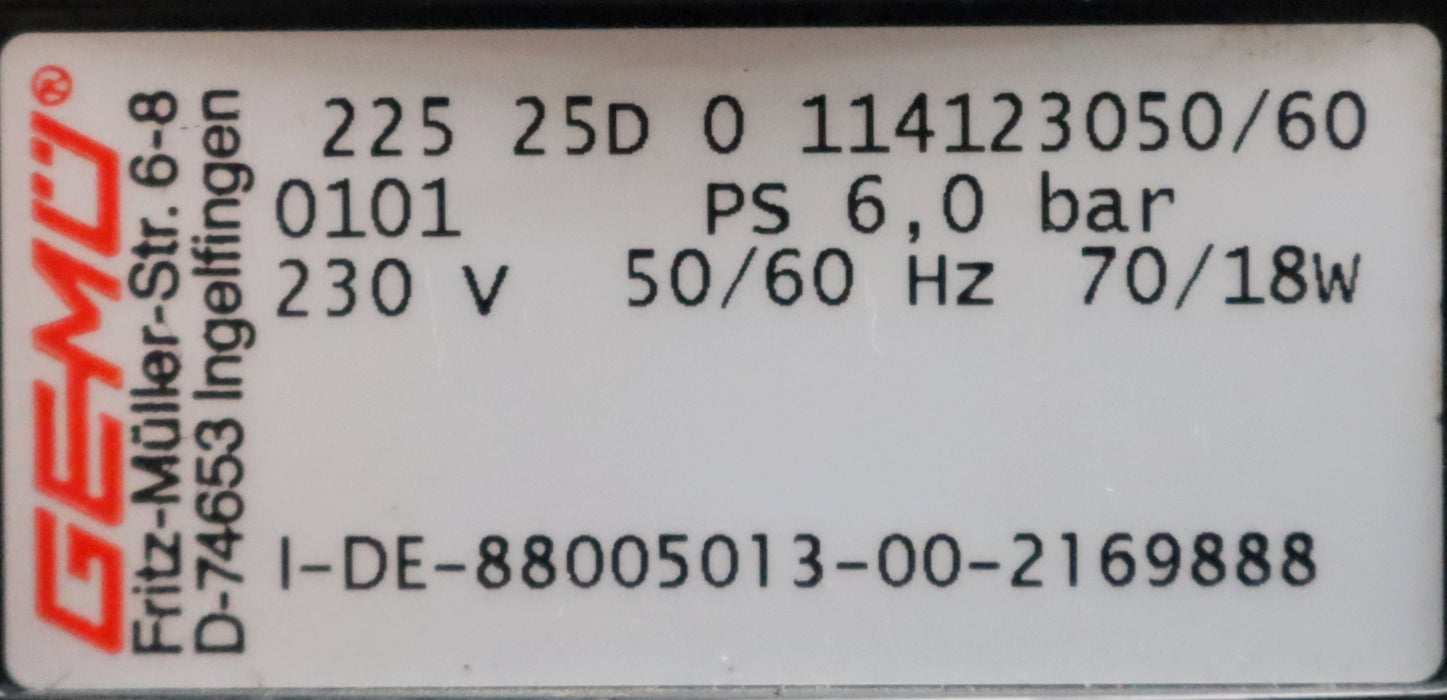 GEMÜ®
Fritz-Müller-Str. 6-8
D-74653 Ingelfingen
225 25D 0 114123050/60
0101 PS 6,0 bar
230 V 50/60 Hz 70/18W
I-DE-88005013-00-2169888